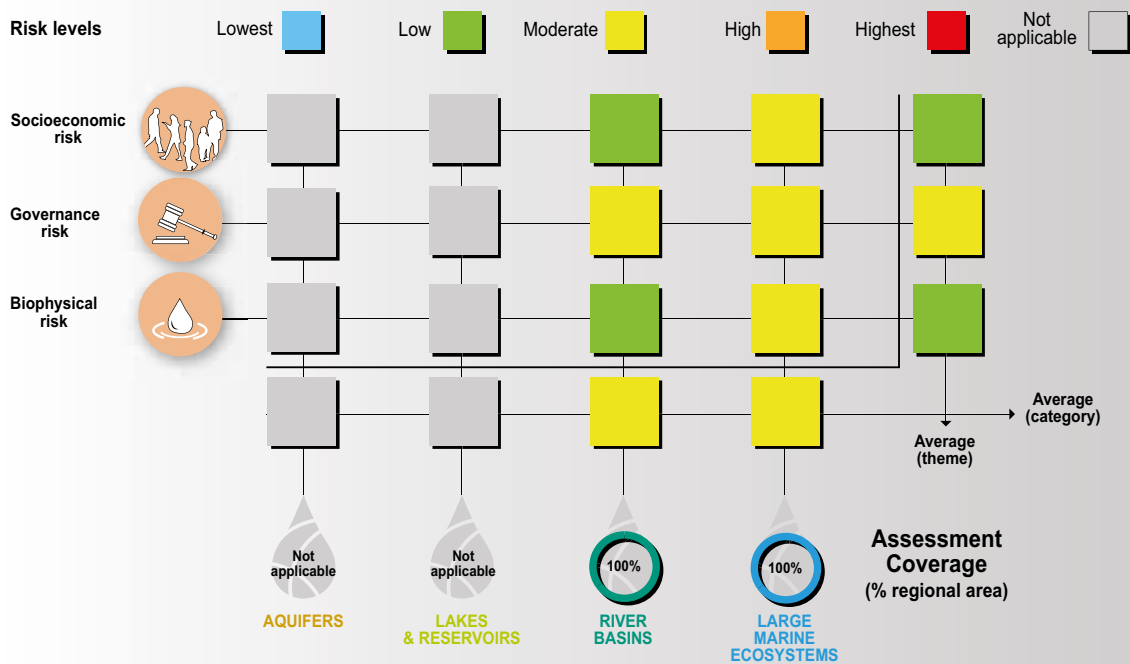 Risk levels
Lowest
Low
Moderate
High
Highest
Not
applicable
Socioeconomic
risk
Governance
risk
Biophysical
risk
Average
(category)
Average
(theme)
Not
applicable
Not
applicable
100%
100%
Assessment
Coverage
(% regional area)
AQUIFERS
LAKES
& RESERVOIRS
RIVER
BASINS
LARGE
MARINE
ECOSYSTEMS